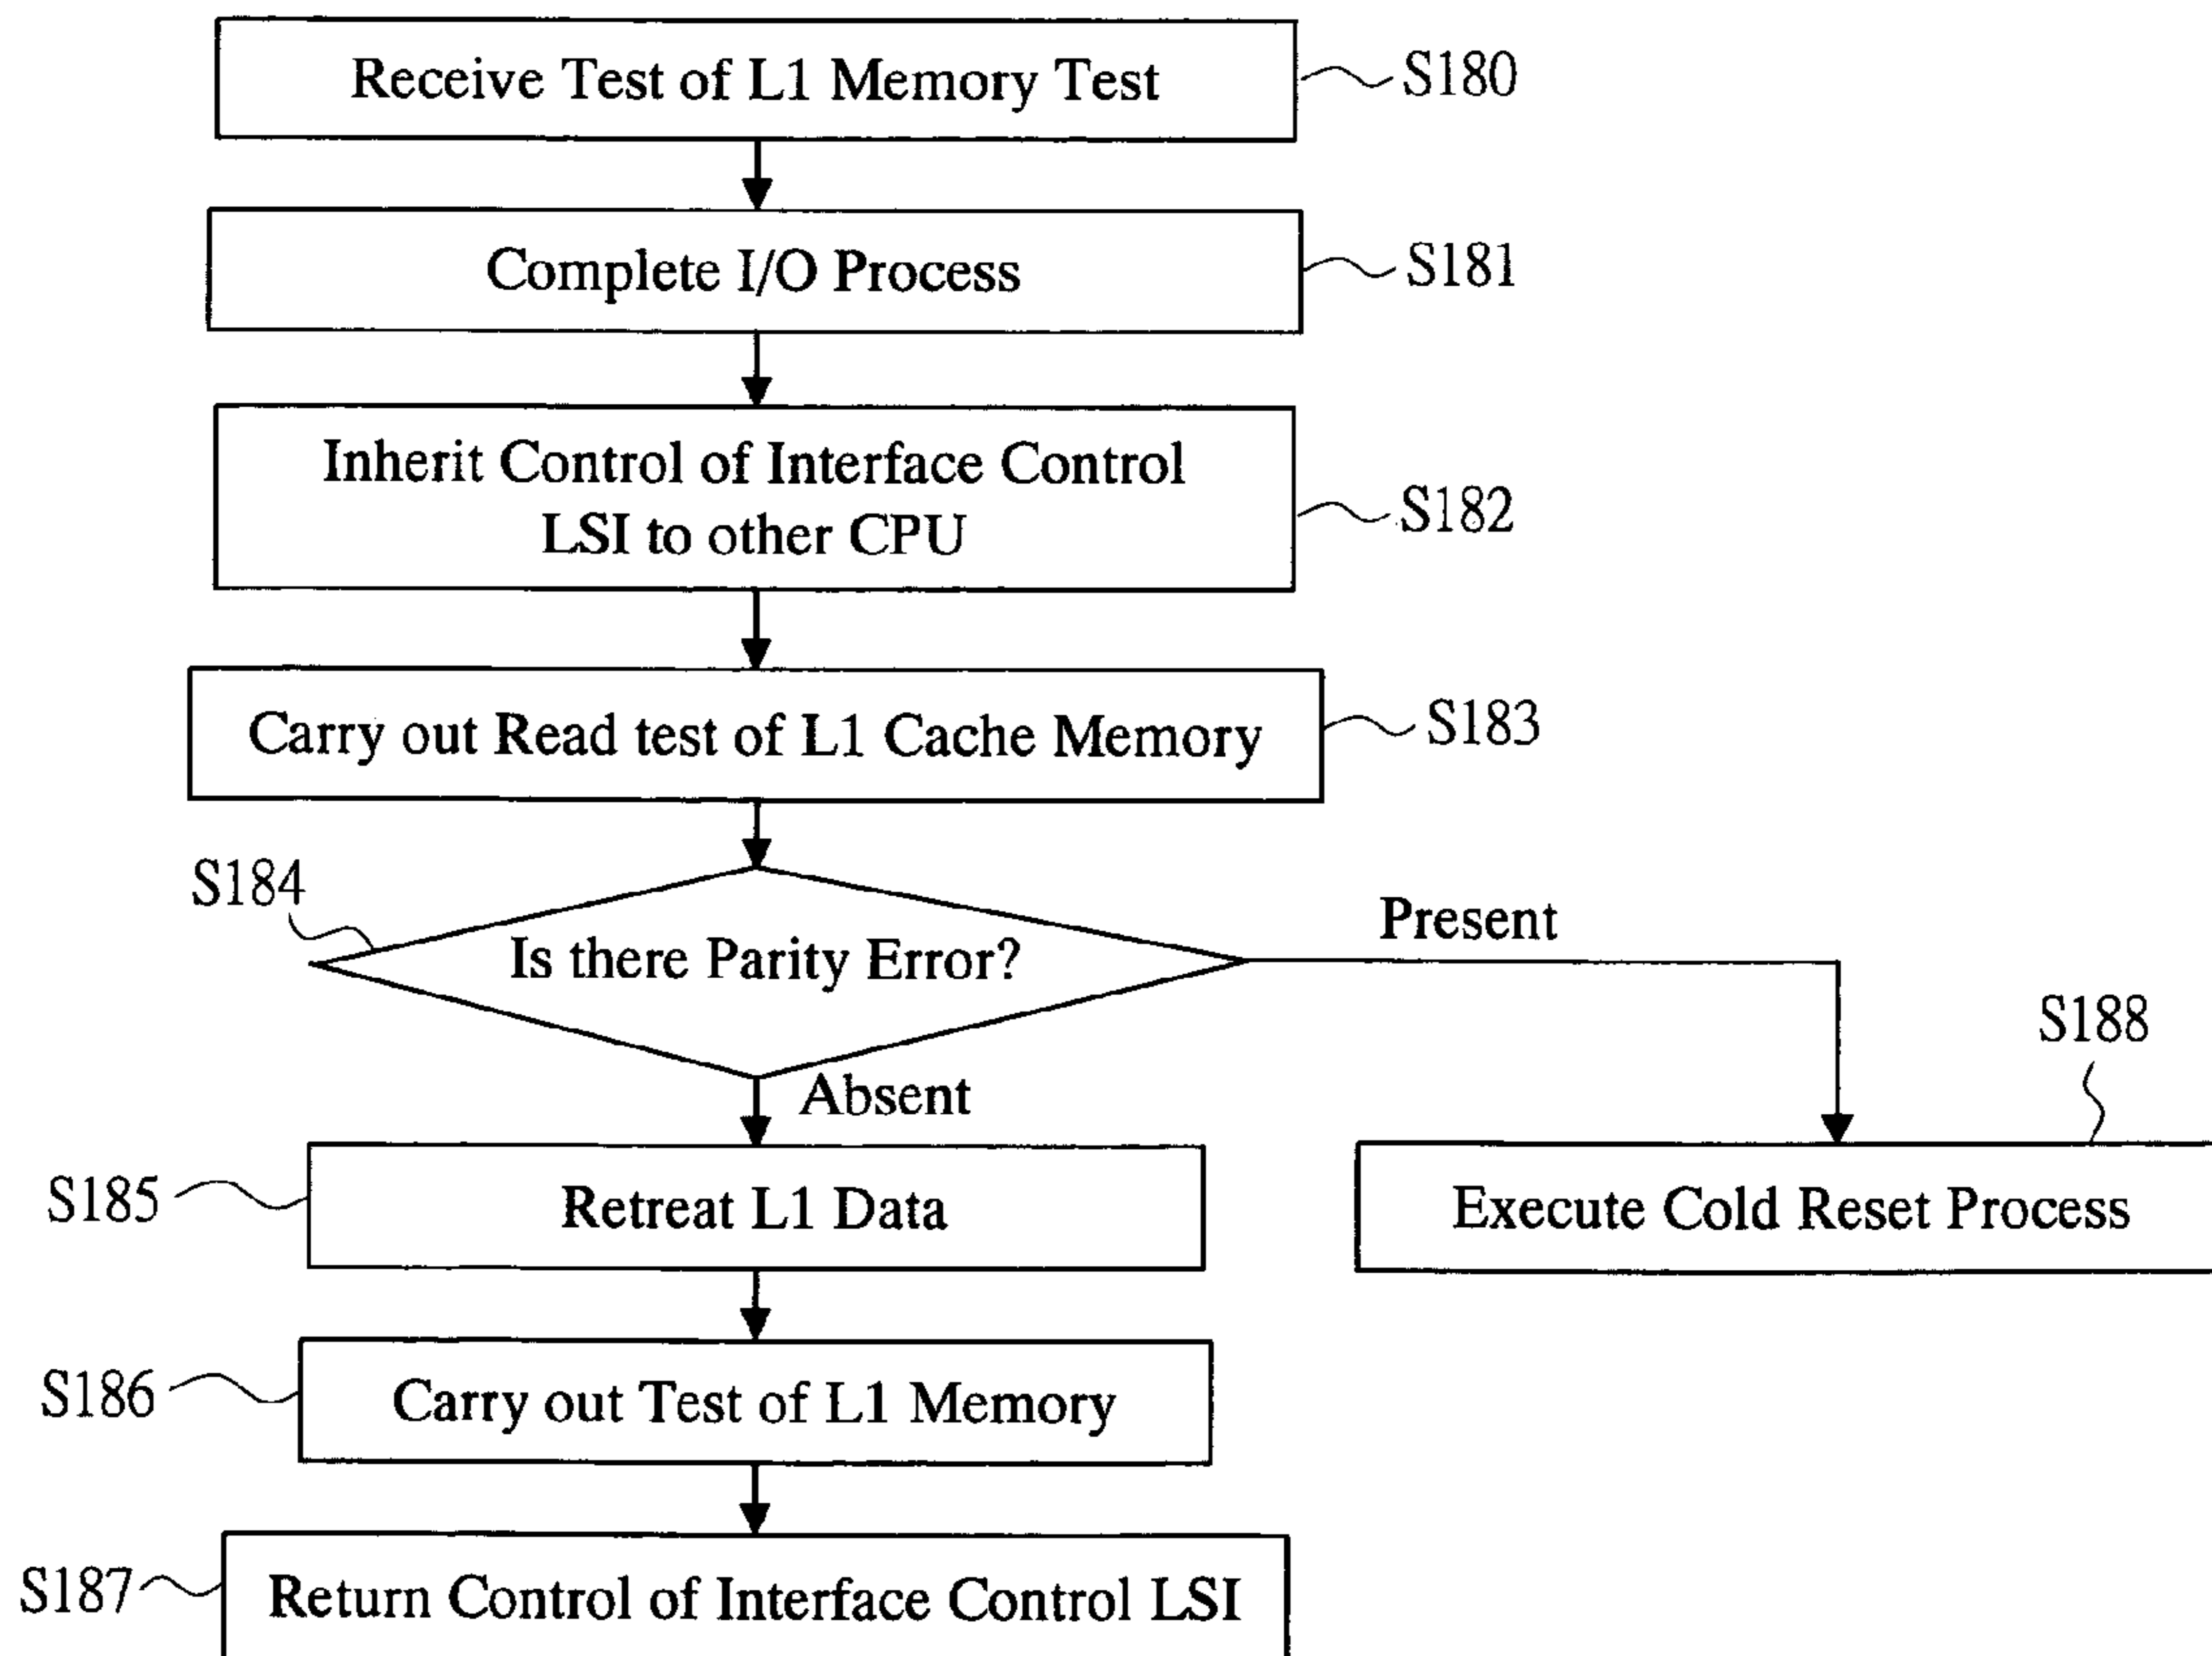 Receive Test of L1 Memory Test
S180
Complete I/O Process
S181
Inherit Control of Interface Control
LSI to other CPU
S182
Carry out Read test of L1 Cache Memory
S183
S184
Is there Parity Error?
Present
Absent
S188
S185
Retreat L1 Data
Execute Cold Reset Process
S186
Carry out Test of L1 Memory
S187
Return Control of Interface Control LSI